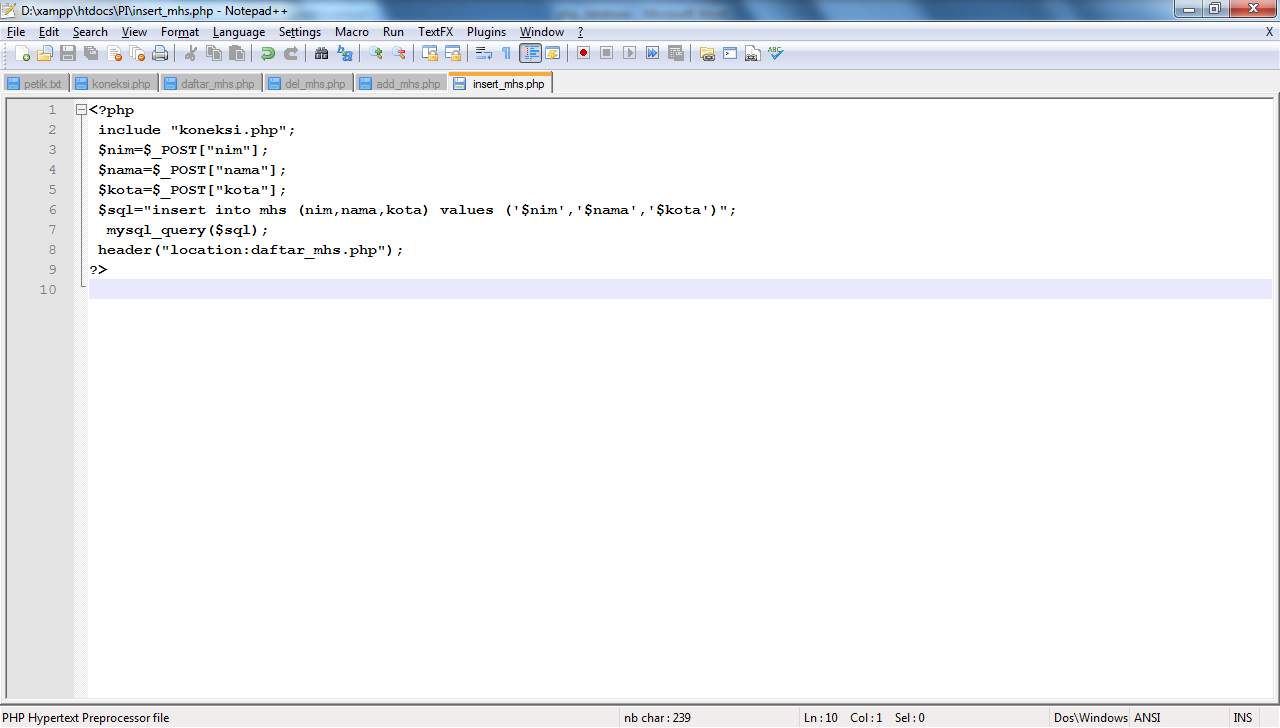 D:\xampp\htdocs\PI\insert_mhs.php - Notepad++
File Edit Search View Format Language Settings Macro Run TextFX Plugins Window ? X
petik.txt koneksi.php daftar_mhs.php del_mhs.php add_mhs.php insert_mhs.php
1 <?php
2 include "koneksi.php";
3 $nim=$_POST["nim"];
4 $nama=$_POST["nama"];
5 $kota=$_POST["kota"];
6 $sql="insert into mhs (nim,nama,kota) values ('$nim','$nama','$kota')";
7 mysql_query($sql);
8 header("location:daftar_mhs.php");
9 ?>
10
PHP Hypertext Preprocessor file nb char : 239 Ln : 10 Col : 1 Sel : 0 Dos\Windows ANSI INS